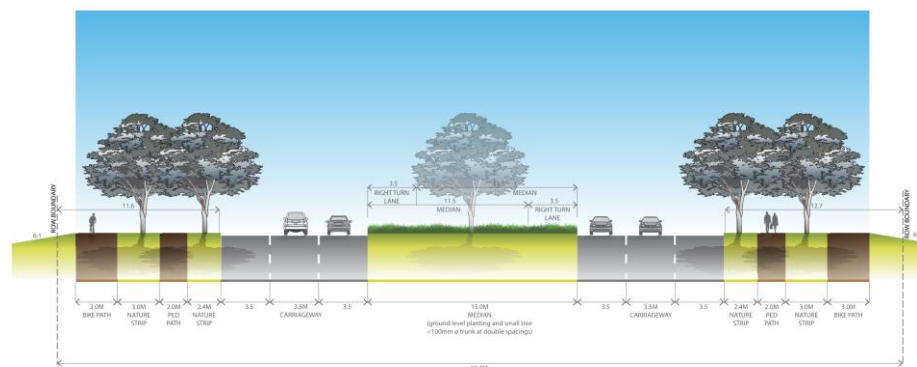 3.5
RIGHT TURN
LANE
MEDIAN
11.5
MEDIAN
3.5
RIGHT TURN
LANE
ROW BOUNDARY
11.6
12.7
ROW BOUNDARY
6:1
6
3.0M
BIKE PATH
3.0M
NATURE
STRIP
2.0M
PED
PATH
2.4M
NATURE
STRIP
3.5
3.5M
CARRIAGEWAY
3.5
15.0M
MEDIAN
(ground level planting and small tree
<100mm ø trunk at double spacings)
3.5
3.5M
CARRIAGEWAY
3.5
2.4M
NATURE
STRIP
2.0M
PED
PATH
3.0M
NATURE
STRIP
3.0M
BIKE PATH